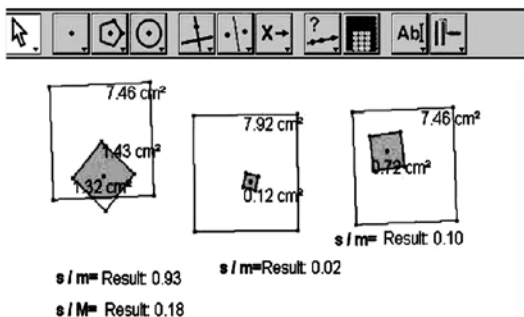 ?
X→
AbI
7.46 cm²
1.43 cm²
1.32 cm²
7.92 cm²
0.12 cm²
7.46 cm²
0.72 cm²
s / m= Result: 0.93
s / M= Result: 0.18
s / m=Result: 0.02
s / m= Result: 0.10